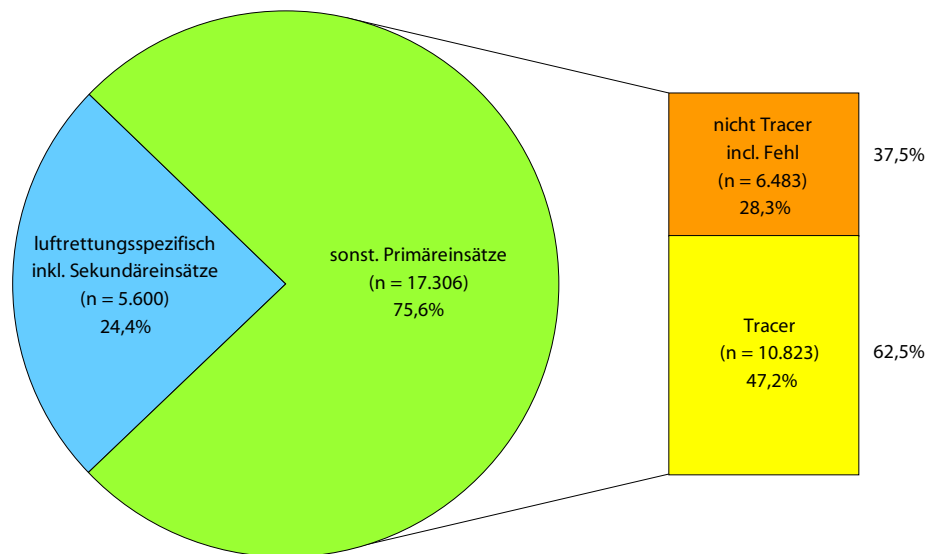 luftrettungsspezifisch
inkl. Sekundäreinsätze
(n = 5.600)
24,4%
sonst. Primäreinsätze
(n = 17.306)
75,6%
nicht Tracer
incl. Fehl
(n = 6.483)
28,3%
37,5%
Tracer
(n = 10.823)
47,2%
62,5%